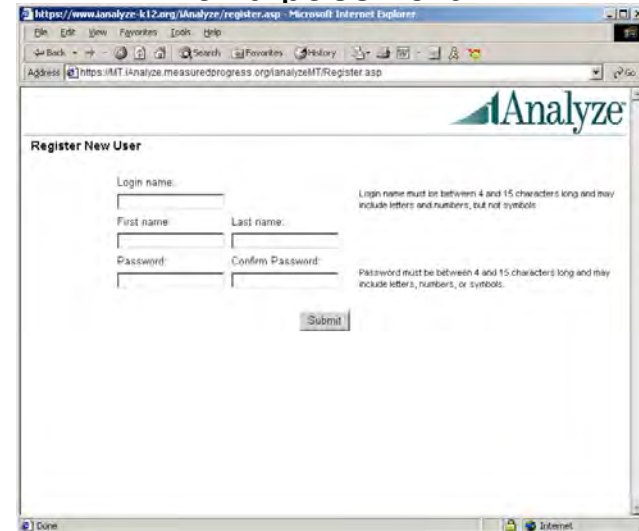 https://www.ianalyze-k12.org/iAnalyze/register.asp - Microsoft Internet Explorer
File Edit View Favorites Tools Help
Back Search Favorites History
Address https://MT.iAnalyze.measuredprogress.org/ianalyzeMT/Register.asp Go
iAnalyze
Register New User
Login name:
Login name must be between 4 and 15 characters long and may
include letters and numbers, but not symbols
First name: Last name:
Password: Confirm Password:
Password must be between 4 and 15 characters long and may
include letters, numbers, or symbols.
Submit
Done Internet